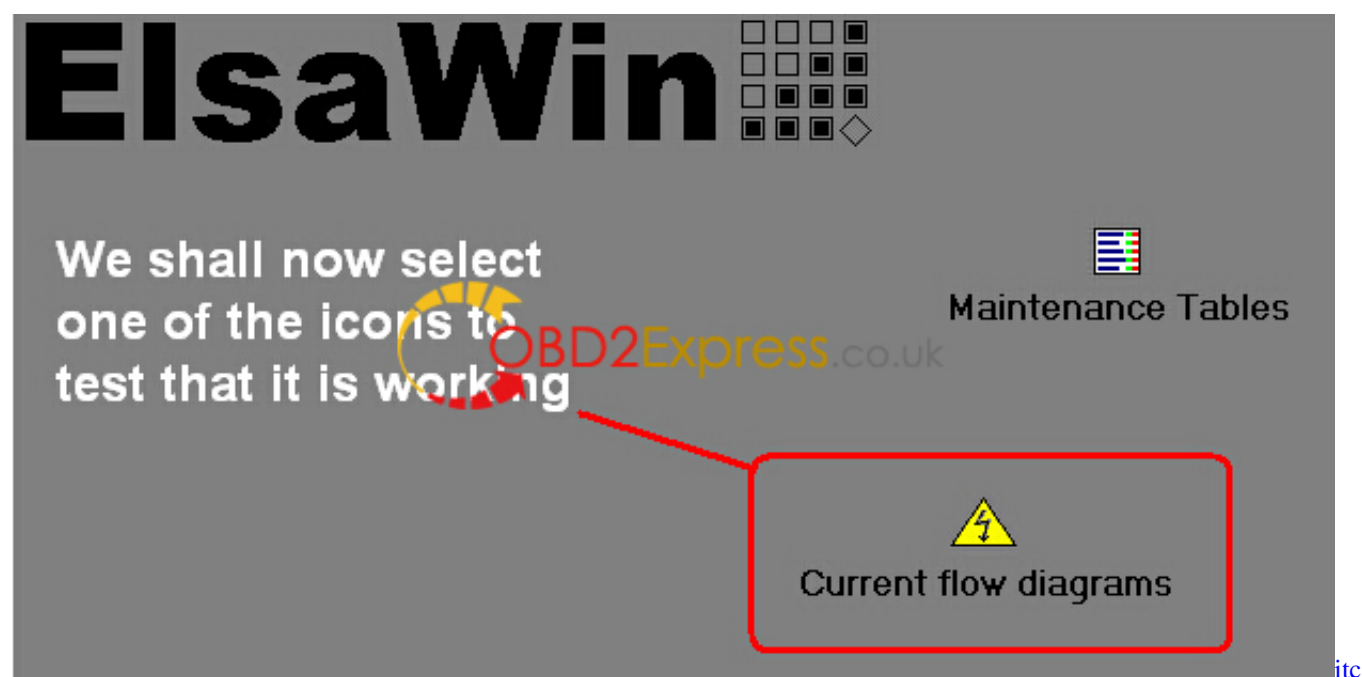 ElsaWin
We shall now select
one of the icons to
test that it is working
OBD2Express.co.uk
Maintenance Tables
Current flow diagrams
itc